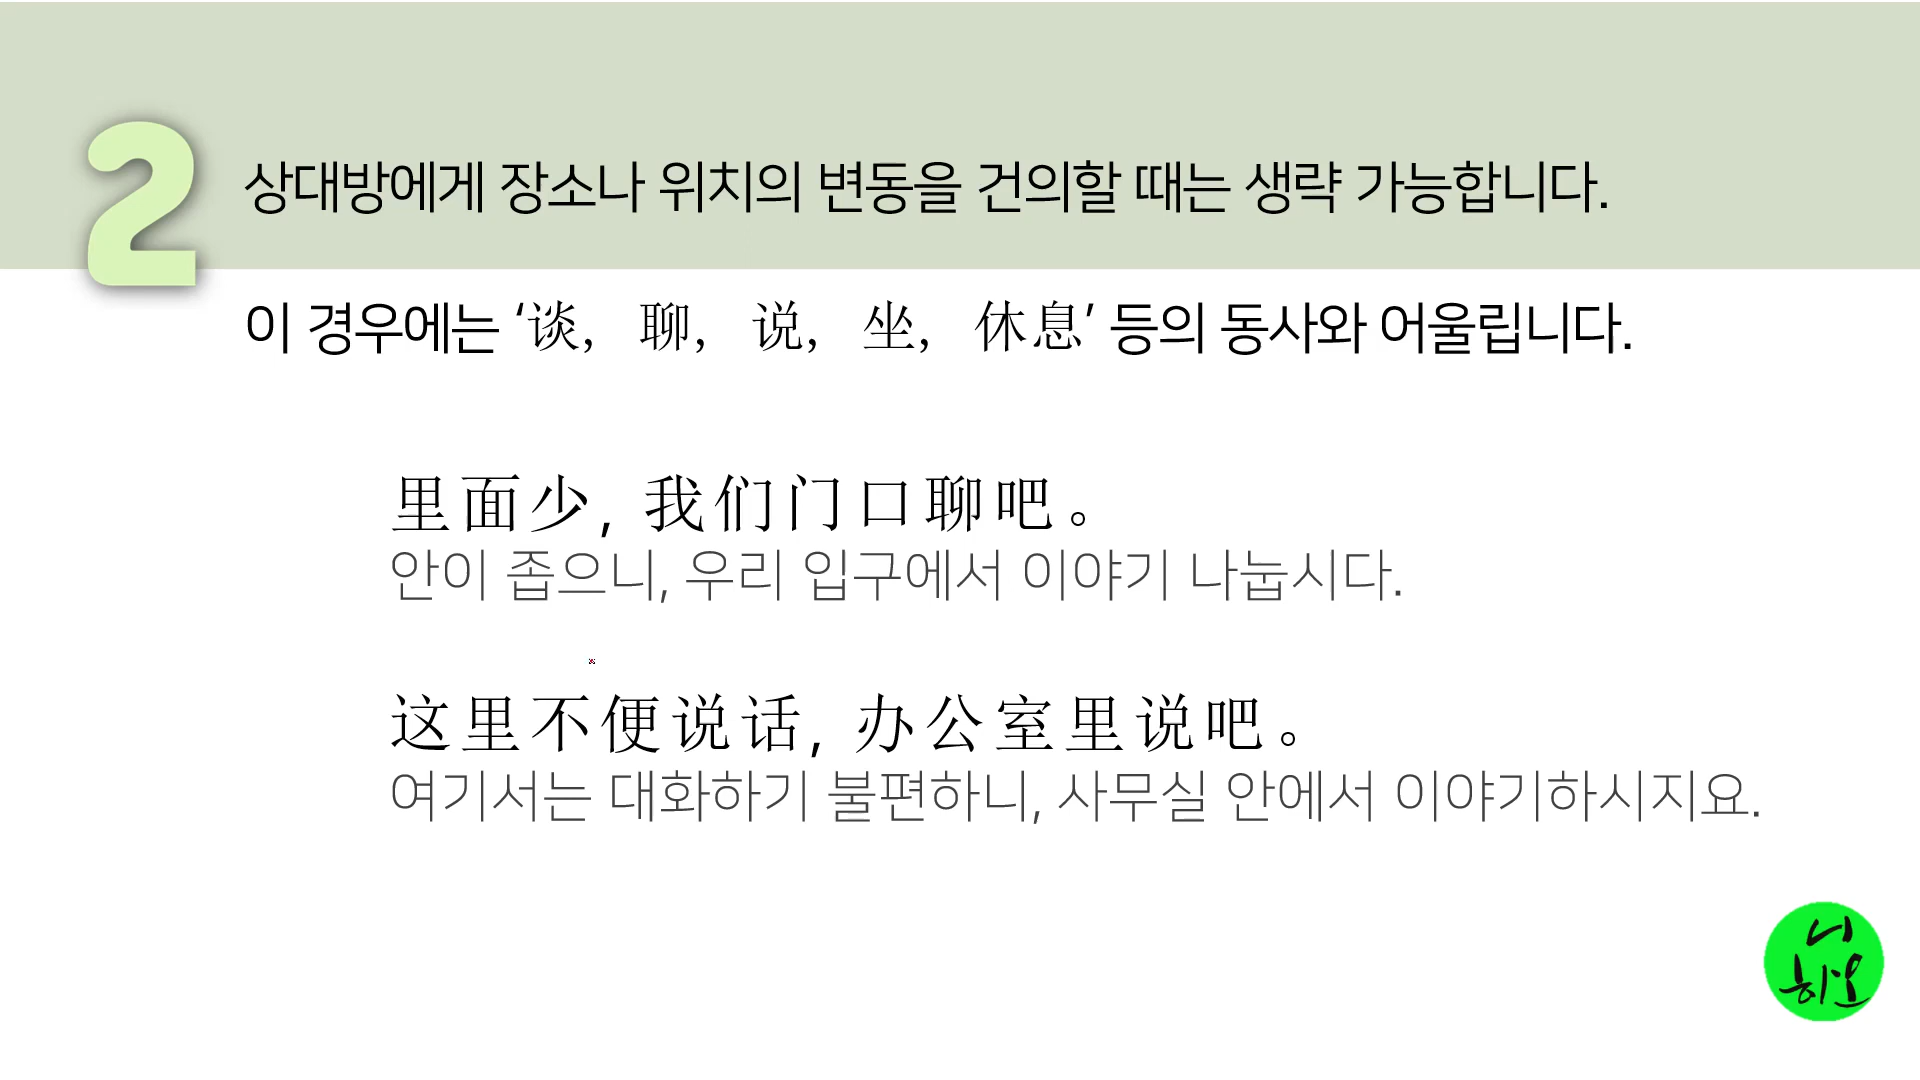 2
상대방에게 장소나 위치의 변동을 건의할 때는 생략 가능합니다.
이 경우에는 ‘谈, 聊, 说, 坐, 休息’ 등의 동사와 어울립니다.
里面少, 我们门口聊吧。
안이 좁으니, 우리 입구에서 이야기 나눕시다.
这里不便说话, 办公室里说吧。
여기서는 대화하기 불편하니, 사무실 안에서 이야기하시지요.
니
하오